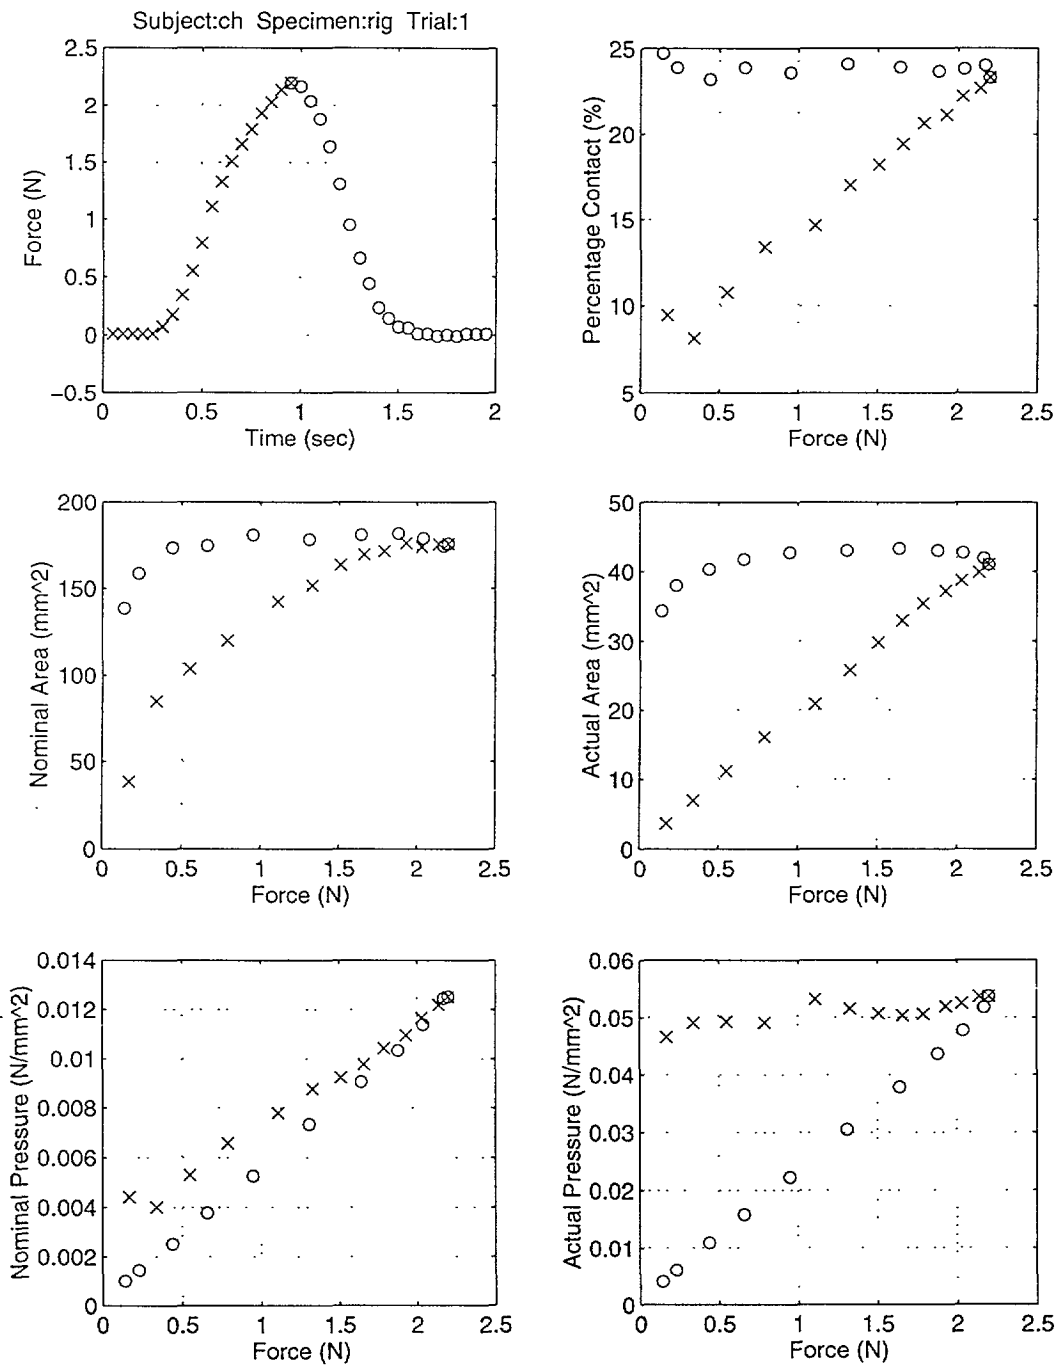 Subject:ch Specimen:rig Trial:1
2.5
2
1.5
1
0.5
0
−0.5
Force (N)
0 0.5 1 1.5 2
Time (sec)
25
20
15
10
5
Percentage Contact (%)
0 0.5 1 1.5 2 2.5
Force (N)
200
150
100
50
0
Nominal Area (mm^2)
0 0.5 1 1.5 2 2.5
Force (N)
50
40
30
20
10
0
Actual Area (mm^2)
0 0.5 1 1.5 2 2.5
Force (N)
0.014
0.012
0.01
0.008
0.006
0.004
0.002
0
Nominal Pressure (N/mm^2)
0 0.5 1 1.5 2 2.5
Force (N)
0.06
0.05
0.04
0.03
0.02
0.01
0
Actual Pressure (N/mm^2)
0 0.5 1 1.5 2 2.5
Force (N)